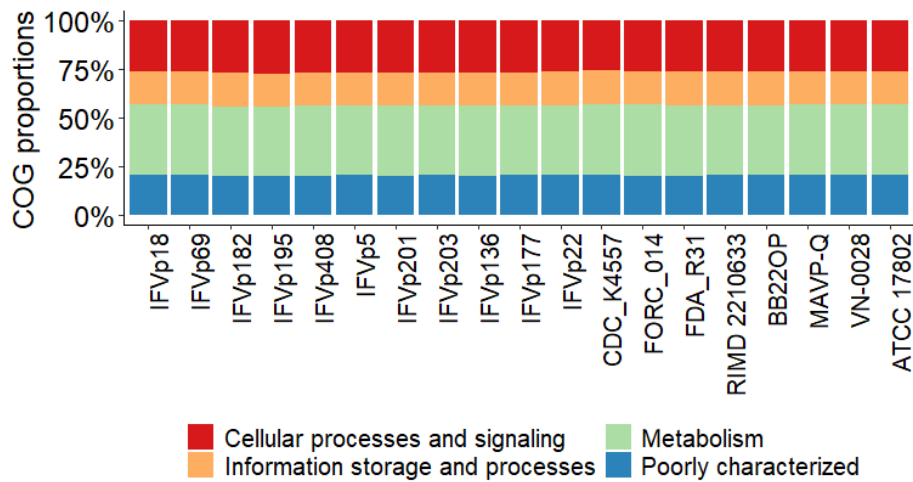 COG proportions
100%
75%
50%
25%
0%
IFVp18
IFVp69
IFVp182
IFVp195
IFVp408
IFVp5
IFVp201
IFVp203
IFVp136
IFVp177
IFVp22
CDC_K4557
FORC_014
FDA_R31
RIMD 2210633
BB22OP
MAVP-Q
VN-0028
ATCC 17802
Cellular processes and signaling
Metabolism
Information storage and processes
Poorly characterized